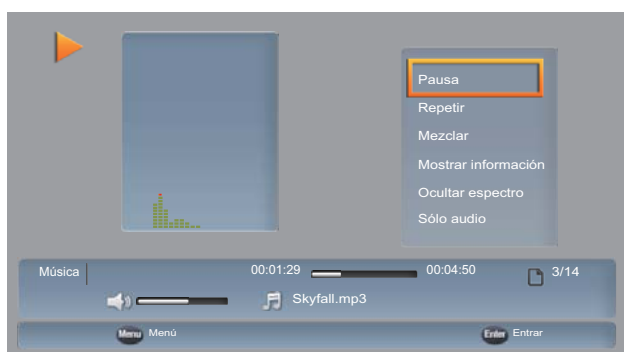 Pausa
Repetir
Mezclar
Mostrar información
Ocultar espectro
Sólo audio
Música 00:01:29 00:04:50 3/14
Skyfall.mp3
Menu Menú Enter Entrar